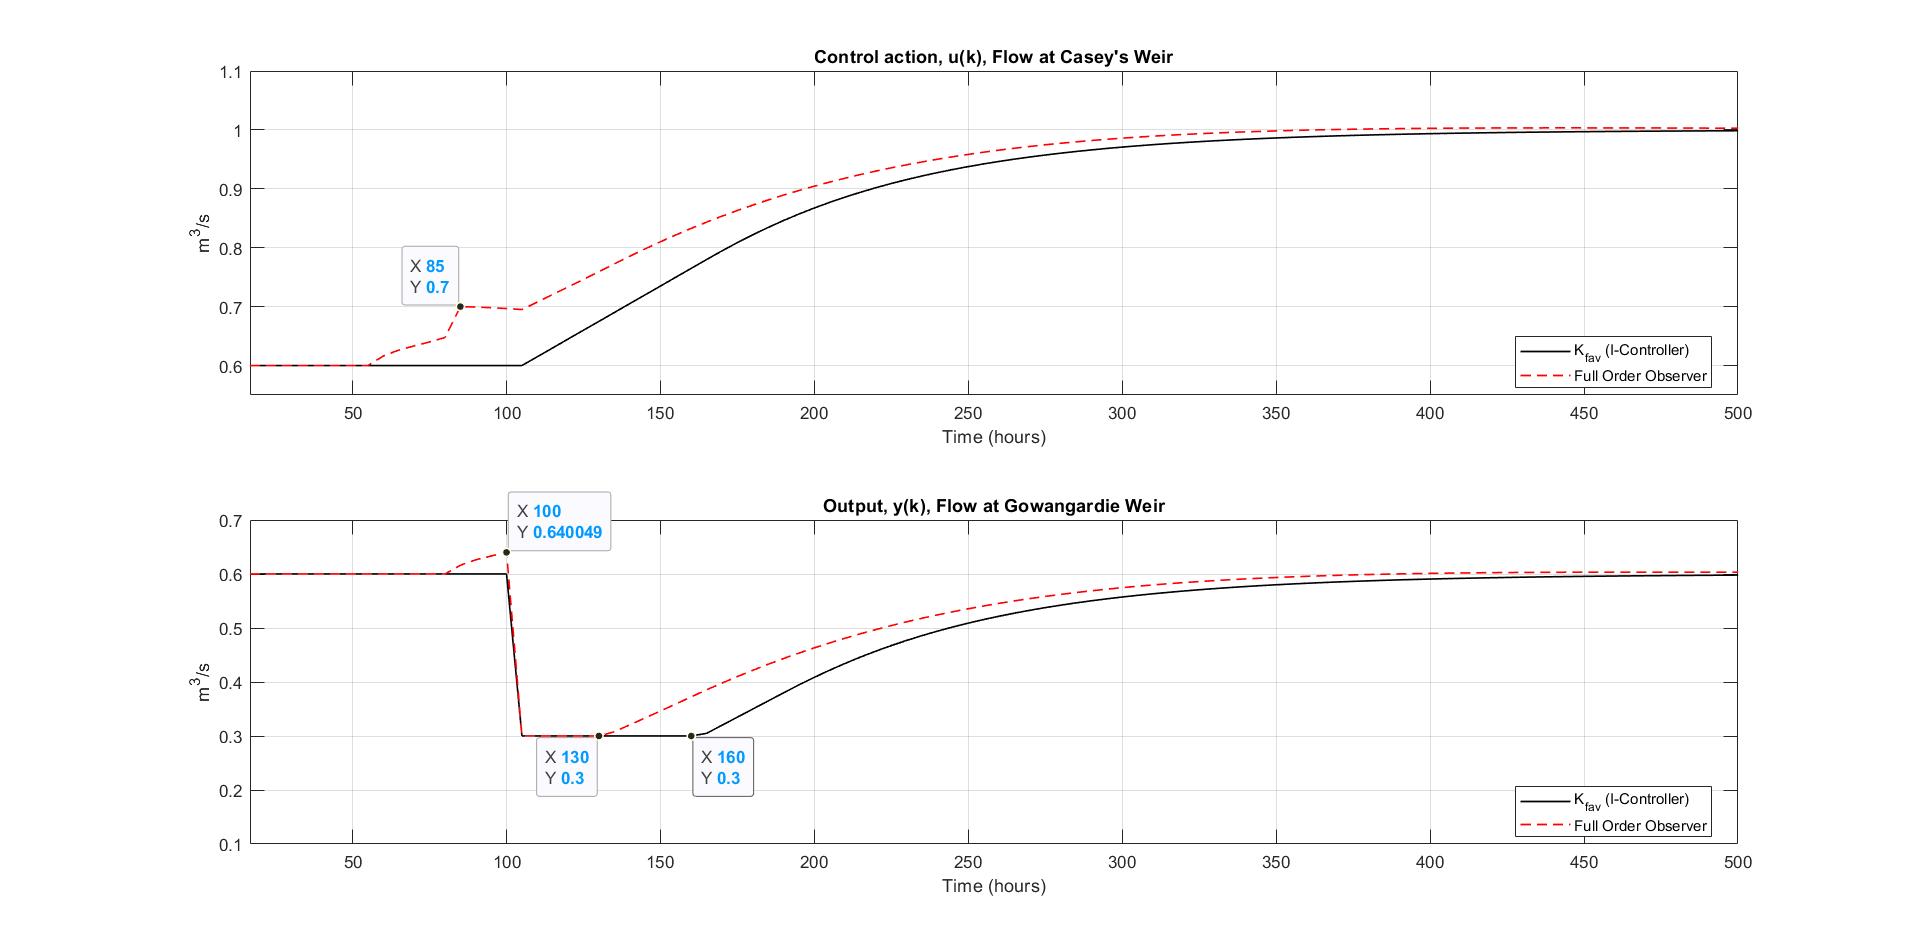 Control action, u(k), Flow at Casey's Weir
1.1
1
0.9
0.8
0.7
0.6
m³/s
X 85
Y 0.7
K_fav (I-Controller)
Full Order Observer
50 100 150 200 250 300 350 400 450 500
Time (hours)
Output, y(k), Flow at Gowangardie Weir
X 100
Y 0.640049
0.7
0.6
0.5
0.4
0.3
0.2
0.1
m³/s
X 130
Y 0.3
X 160
Y 0.3
K_fav (I-Controller)
Full Order Observer
50 100 150 200 250 300 350 400 450 500
Time (hours)